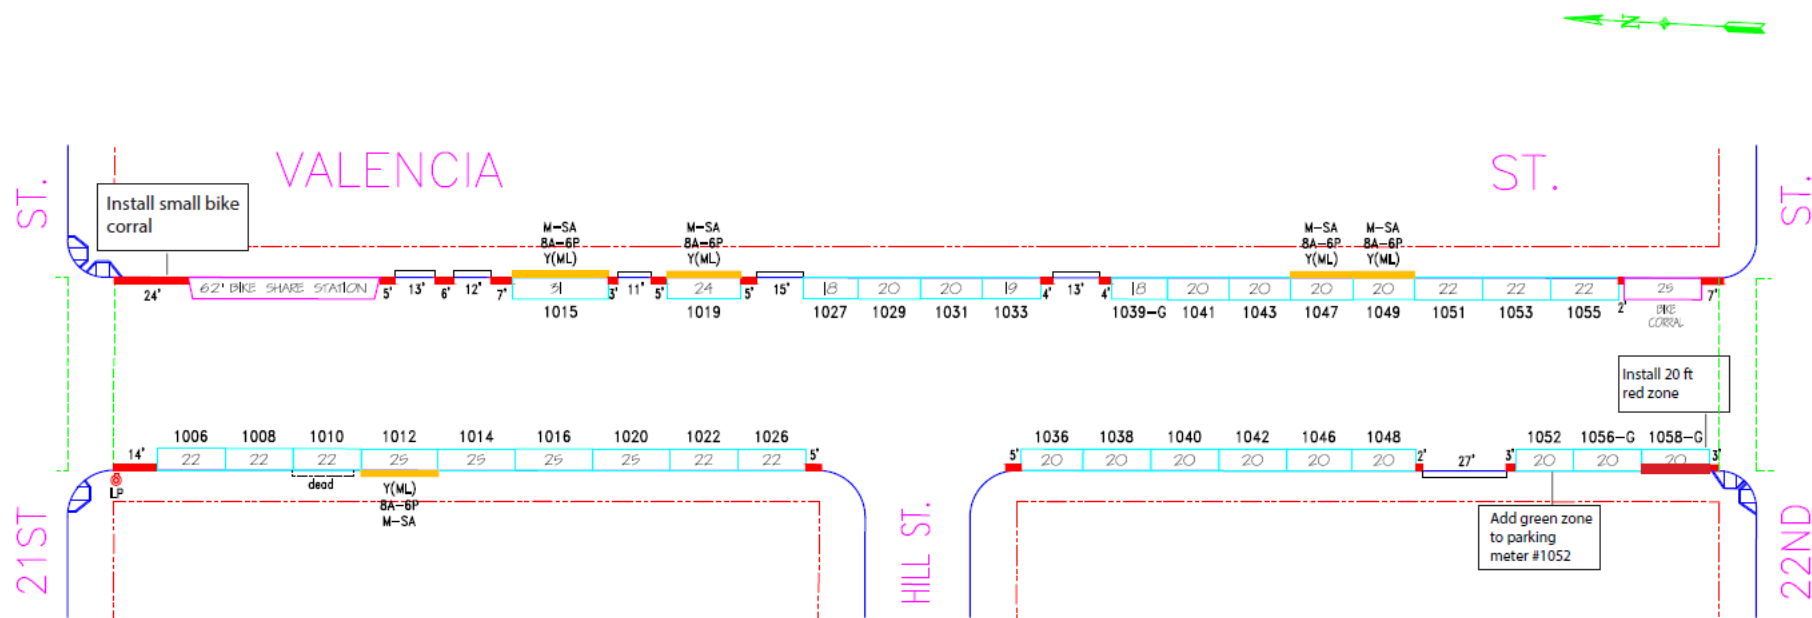 N
VALENCIA ST.
ST.
ST.
Install small bike
corral
M-SA
8A-6P
Y(ML)
M-SA
8A-6P
Y(ML)
M-SA
8A-6P
Y(ML)
M-SA
8A-6P
Y(ML)
24' 62' BIKE SHARE STATION 5' 13' 6' 12' 7' 31 3' 11' 5' 24 5' 15' 18 20 20 19 4' 13' 4' 18 20 20 20 20 22 22 22 2' 25 7'
1015 1019 1027 1029 1031 1033 1039-G 1041 1043 1047 1049 1051 1053 1055 BIKE
CORRAL
Install 20 ft
red zone
1006 1008 1010 1012 1014 1016 1020 1022 1026 1036 1038 1040 1042 1046 1048 1052 1056-G 1058-G
14' 22 22 22 25 25 25 25 22 22 5' 5' 20 20 20 20 20 20 2' 27' 3' 20 20 20 3'
LP
dead
Y(ML)
8A-6P
M-SA
Add green zone
to parking
meter #1052
21ST
HILL ST.
22ND